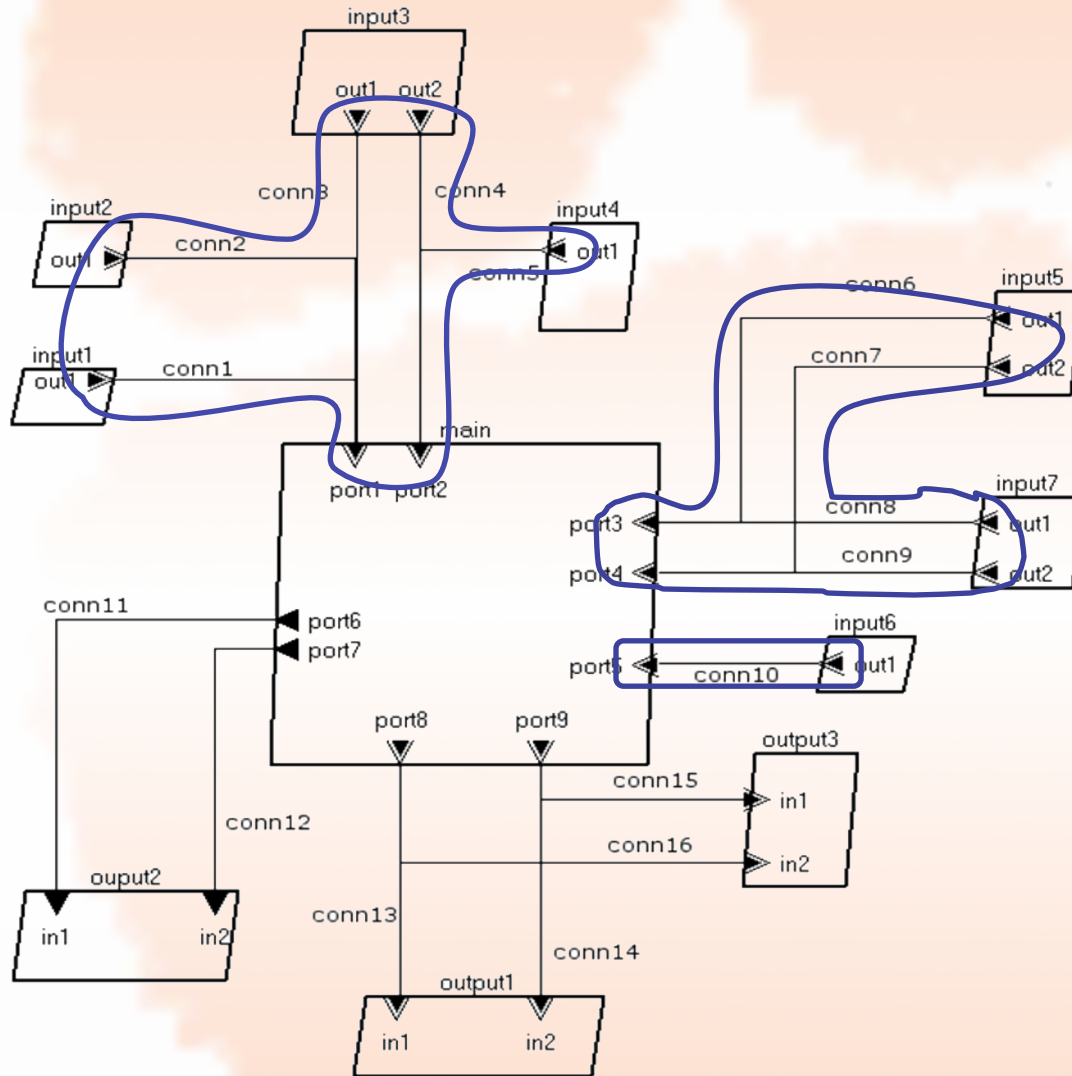 input3
out1 out2
conn3 conn4
input2
input4
conn2
out1
out1
conn5
conn6
input5
out1
input1
conn7
out1
conn1
out2
main
port1 port2
input7
conn8
port3
out1
conn9
port4
out2
conn11
port6
input6
port7
port5
out1
conn10
port8
port9
output3
conn15
in1
conn12
conn16
in2
ouput2
conn13
in1
in2
conn14
output1
in1
in2